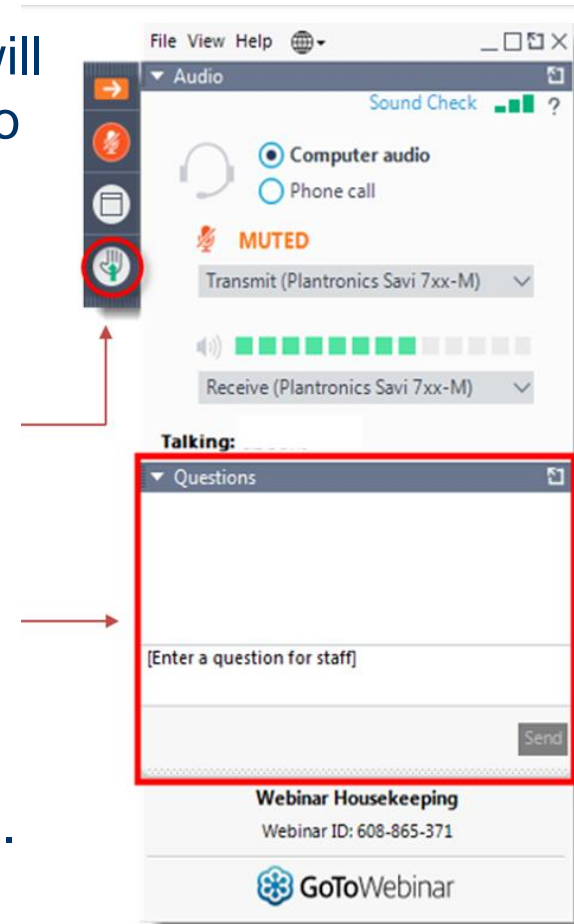 will
o
File View Help
Audio
Sound Check ?
Computer audio
Phone call
MUTED
Transmit (Plantronics Savi 7xx-M)
Receive (Plantronics Savi 7xx-M)
Talking:
Questions
[Enter a question for staff]
Send
Webinar Housekeeping
Webinar ID: 608-865-371
GoToWebinar
.